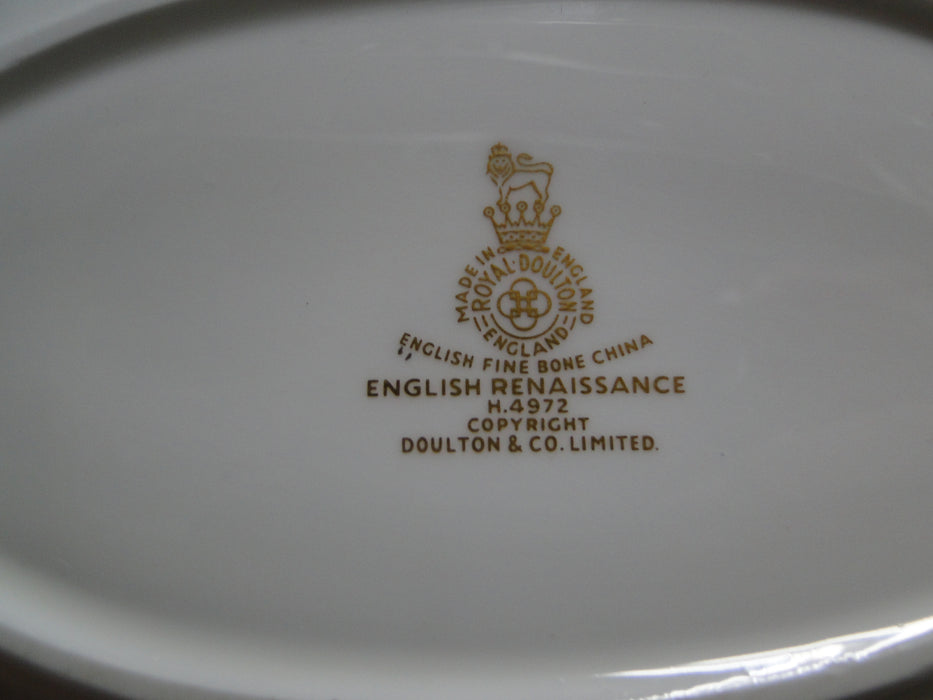 MADE IN ENGLAND
ROYAL·DOULTON
ENGLAND
ENGLISH FINE BONE CHINA
ENGLISH RENAISSANCE
H.4972
COPYRIGHT
DOULTON & CO. LIMITED.